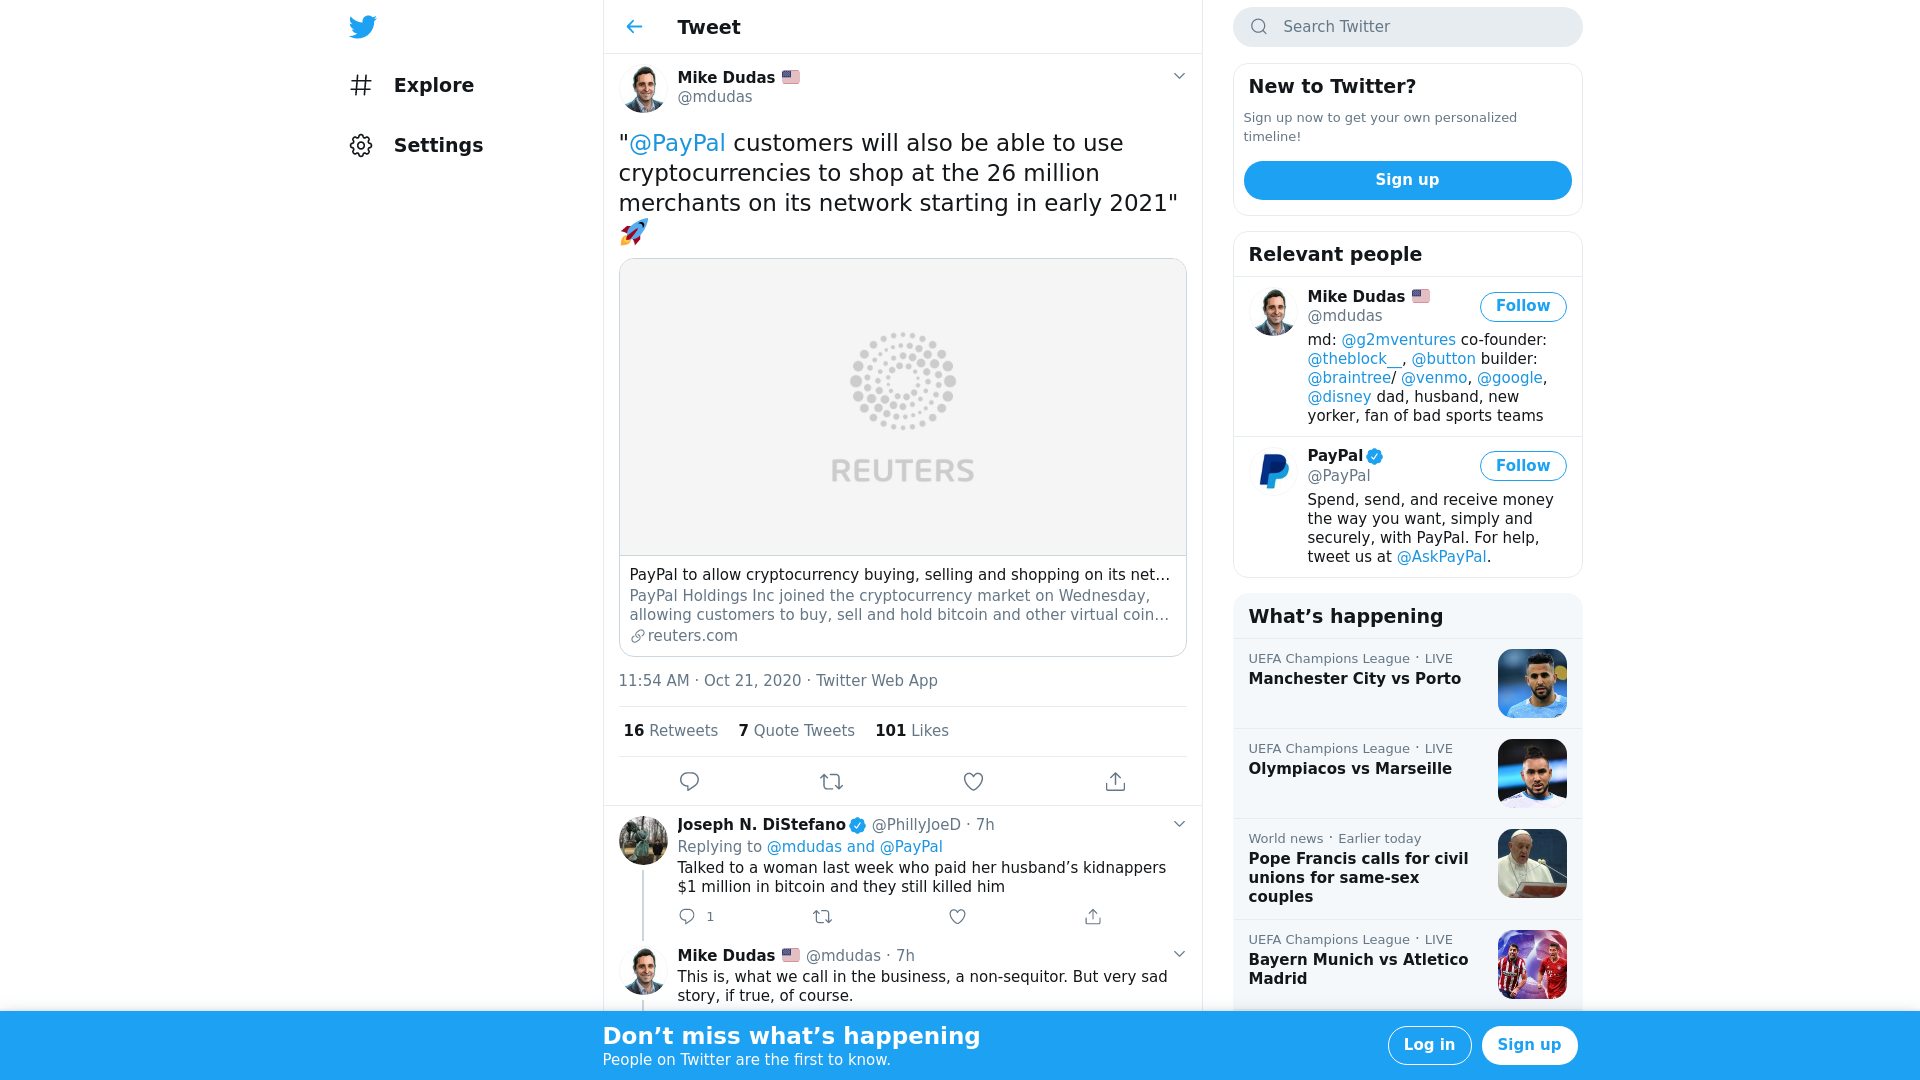 Explore
Settings
Tweet
Mike Dudas 🇺🇸
@mdudas
"@PayPal customers will also be able to use
cryptocurrencies to shop at the 26 million
merchants on its network starting in early 2021"
🚀
REUTERS
PayPal to allow cryptocurrency buying, selling and shopping on its net…
PayPal Holdings Inc joined the cryptocurrency market on Wednesday,
allowing customers to buy, sell and hold bitcoin and other virtual coin…
reuters.com
11:54 AM · Oct 21, 2020 · Twitter Web App
16 Retweets 7 Quote Tweets 101 Likes
Joseph N. DiStefano @PhillyJoeD · 7h
Replying to @mdudas and @PayPal
Talked to a woman last week who paid her husband’s kidnappers
$1 million in bitcoin and they still killed him
1
Mike Dudas 🇺🇸 @mdudas · 7h
This is, what we call in the business, a non-sequitor. But very sad
story, if true, of course.
Search Twitter
New to Twitter?
Sign up now to get your own personalized
timeline!
Sign up
Relevant people
Mike Dudas 🇺🇸
@mdudas
Follow
md: @g2mventures co-founder:
@theblock__, @button builder:
@braintree/ @venmo, @google,
@disney dad, husband, new
yorker, fan of bad sports teams
PayPal
@PayPal
Follow
Spend, send, and receive money
the way you want, simply and
securely, with PayPal. For help,
tweet us at @AskPayPal.
What’s happening
UEFA Champions League · LIVE
Manchester City vs Porto
UEFA Champions League · LIVE
Olympiacos vs Marseille
World news · Earlier today
Pope Francis calls for civil
unions for same-sex
couples
UEFA Champions League · LIVE
Bayern Munich vs Atletico
Madrid
Don’t miss what’s happening
People on Twitter are the first to know.
Log in
Sign up